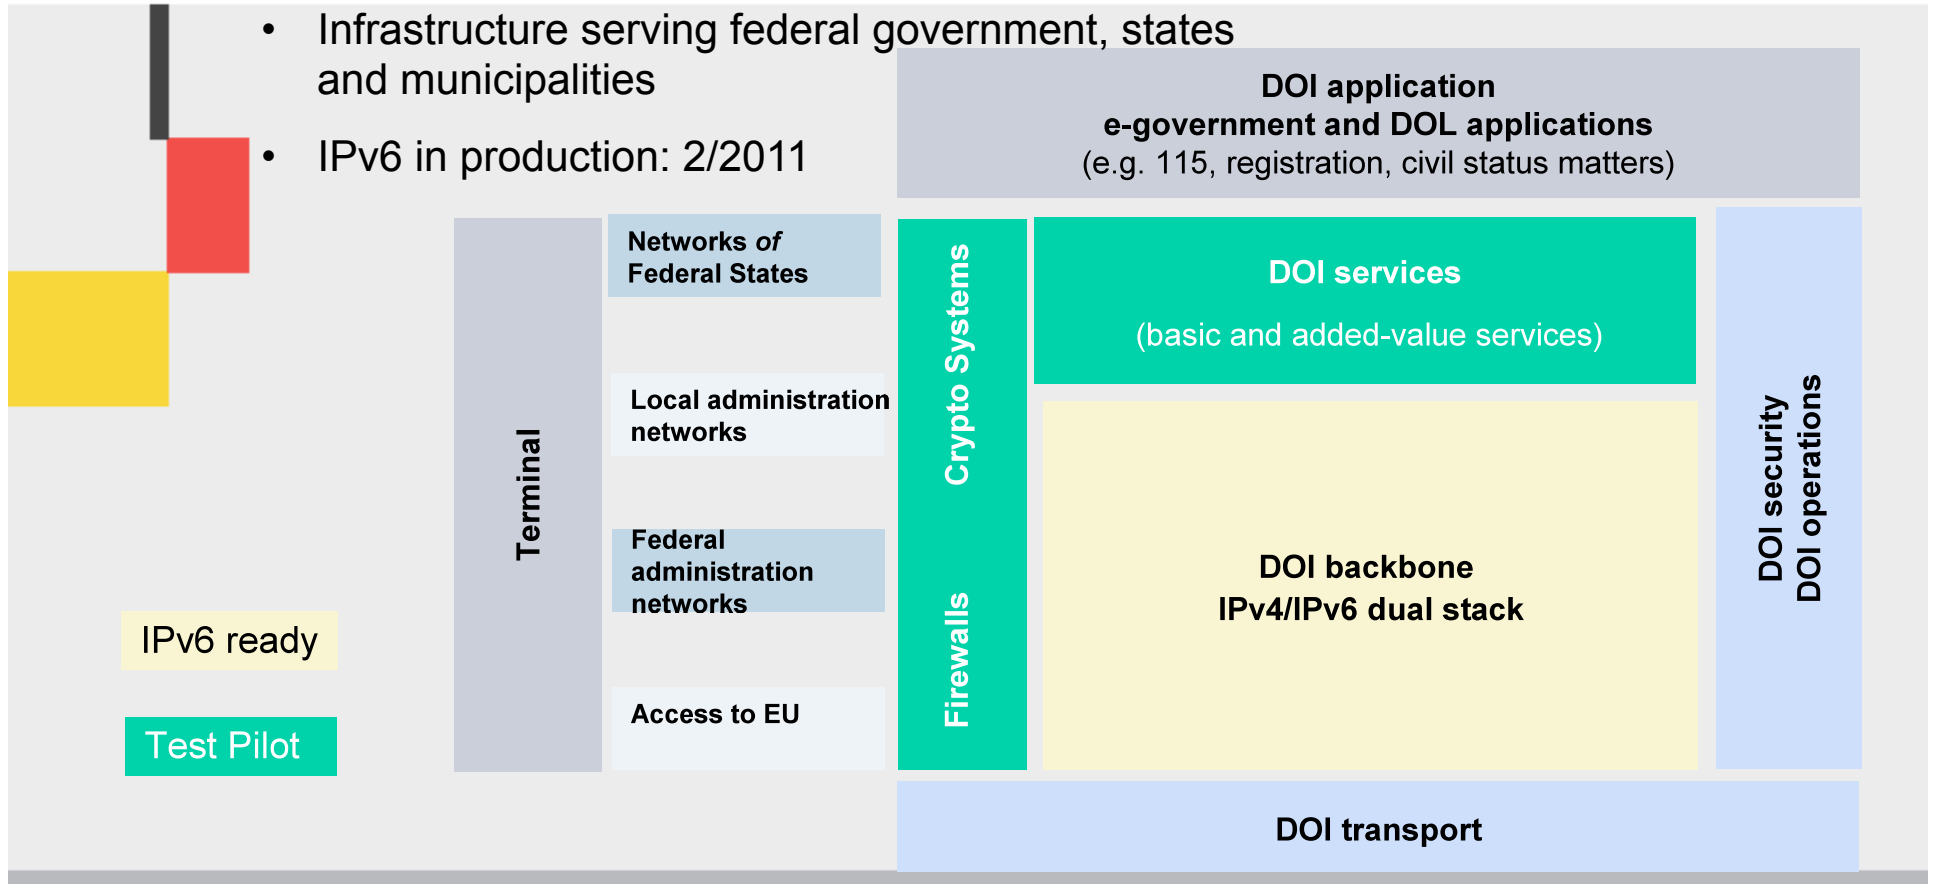 • Infrastructure serving federal government, states
and municipalities
• IPv6 in production: 2/2011
DOI application
e-government and DOL applications
(e.g. 115, registration, civil status matters)
Terminal
Networks of
Federal States
Local administration
networks
Federal
administration
networks
Access to EU
Crypto Systems
Firewalls
DOI services
(basic and added-value services)
DOI backbone
IPv4/IPv6 dual stack
DOI security
DOI operations
DOI transport
IPv6 ready
Test Pilot